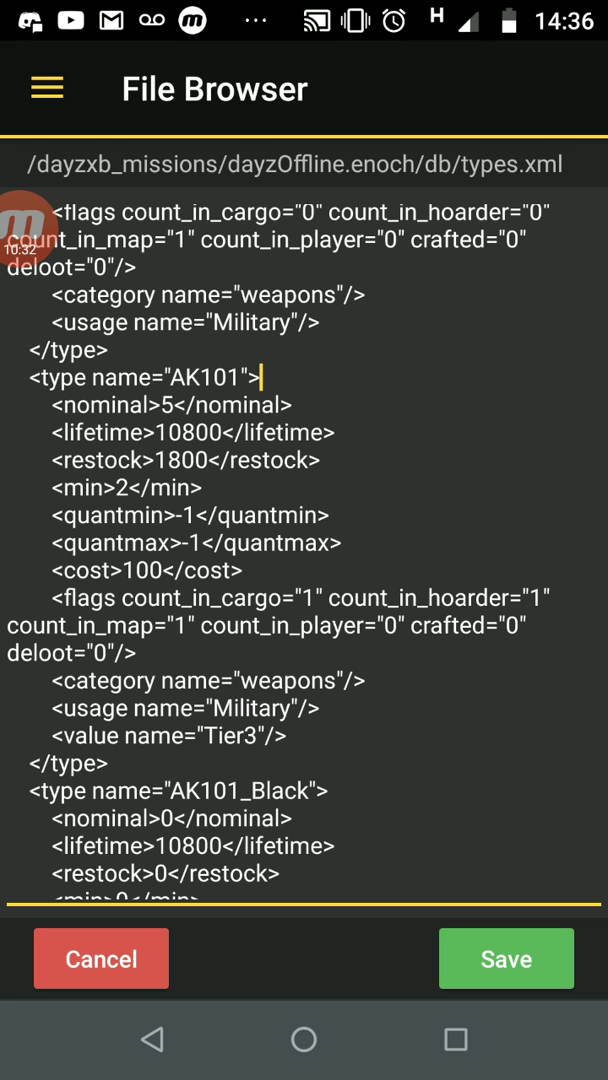 14:36
H
File Browser
/dayzxb_missions/dayzOffline.enoch/db/types.xml
<flags count_in_cargo="0" count_in_hoarder="0"
count_in_map="1" count_in_player="0" crafted="0"
10:32
deloot="0"/>
<category name="weapons"/>
<usage name="Military"/>
</type>
<type name="AK101">
<nominal>5</nominal>
<lifetime>10800</lifetime>
<restock>1800</restock>
<min>2</min>
<quantmin>-1</quantmin>
<quantmax>-1</quantmax>
<cost>100</cost>
<flags count_in_cargo="1" count_in_hoarder="1"
count_in_map="1" count_in_player="0" crafted="0"
deloot="0"/>
<category name="weapons"/>
<usage name="Military"/>
<value name="Tier3"/>
</type>
<type name="AK101_Black">
<nominal>0</nominal>
<lifetime>10800</lifetime>
<restock>0</restock>
<min>0</min>
Cancel
Save